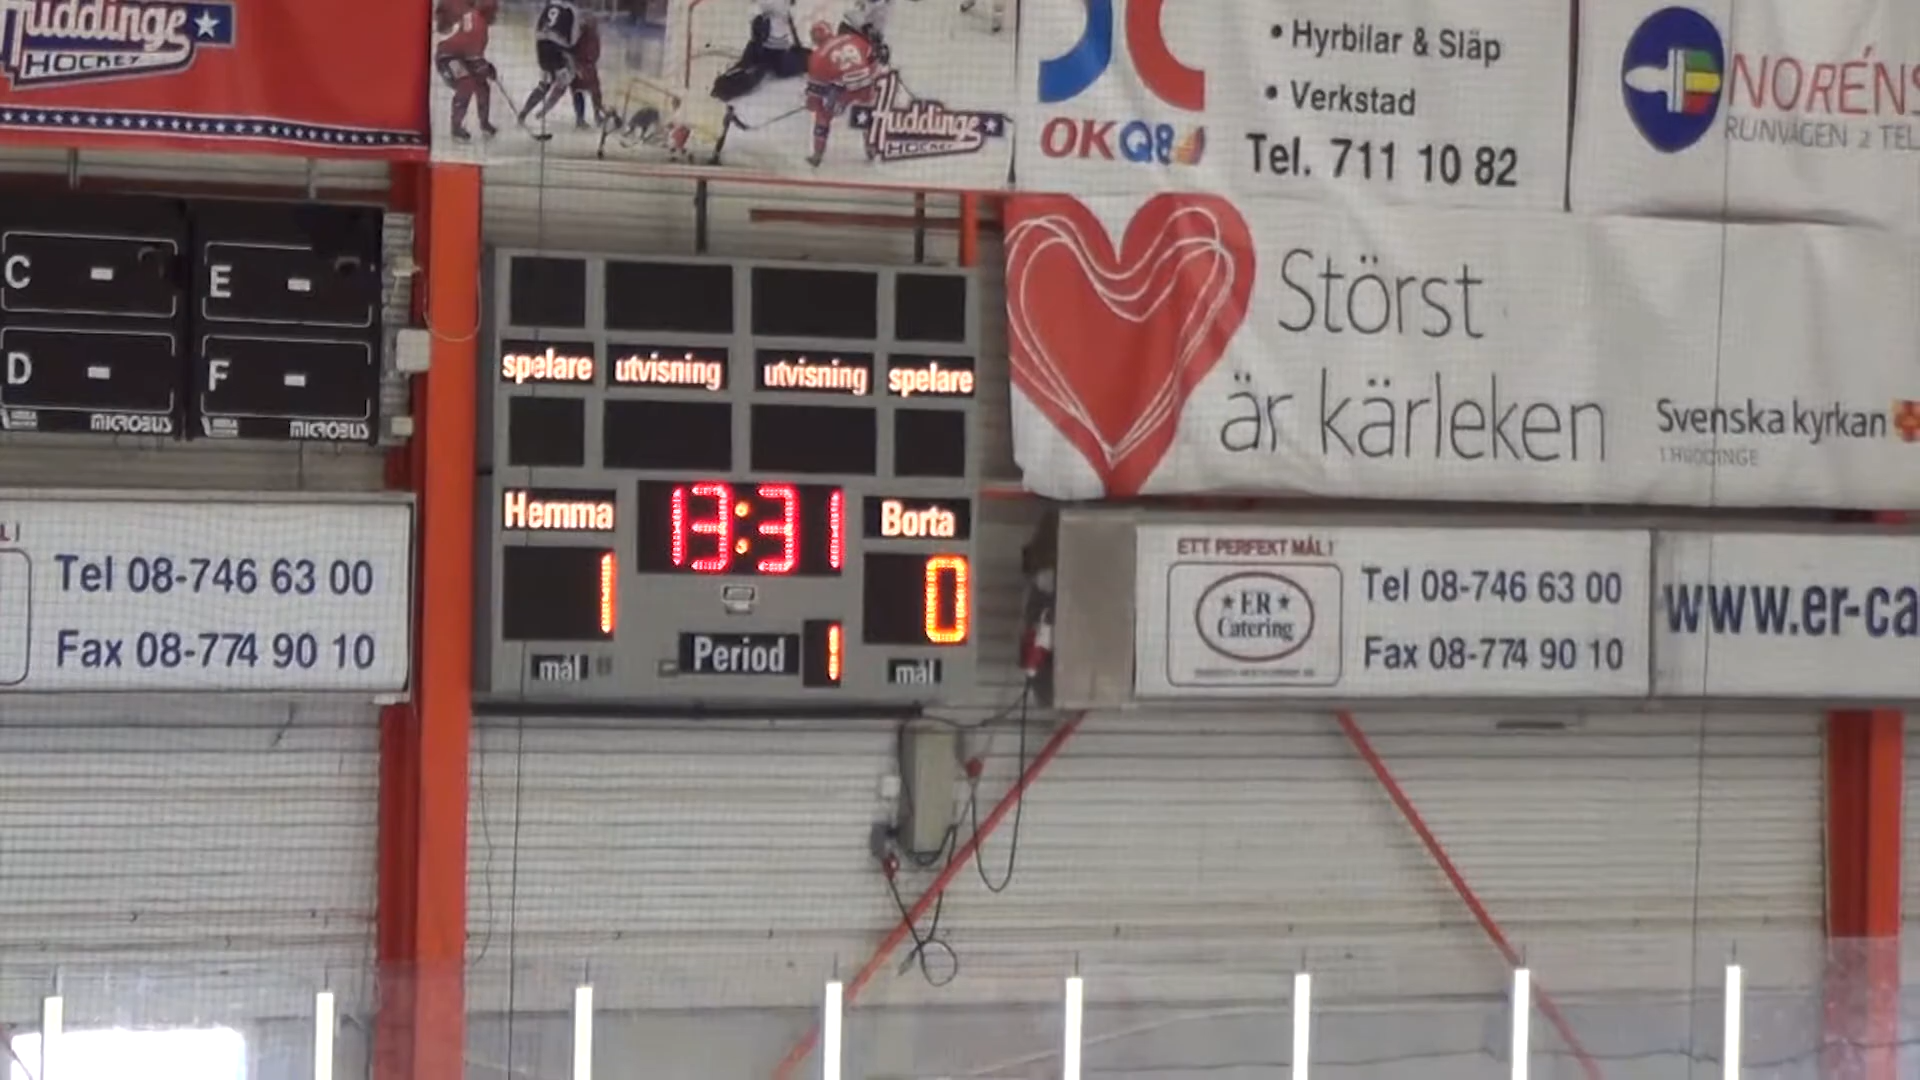 Huddinge
HOCKEY
9
29
Huddinge
HOCKEY
OKQ8
• Hyrbilar & Släp
• Verkstad
Tel. 711 10 82
NORÉNS
RUNVÄGEN 2 TEL
C -
E -
D -
F -
MICROBUS
MICROBUS
spelare utvisning utvisning spelare
Hemma 13:31 Borta
1 0
Period 1
mål mål
Störst
är kärleken
Svenska kyrkan
I HUDDINGE
Tel 08-746 63 00
Fax 08-774 90 10
ETT PERFEKT MÅL!
ER
Catering
Tel 08-746 63 00
Fax 08-774 90 10
www.er-ca